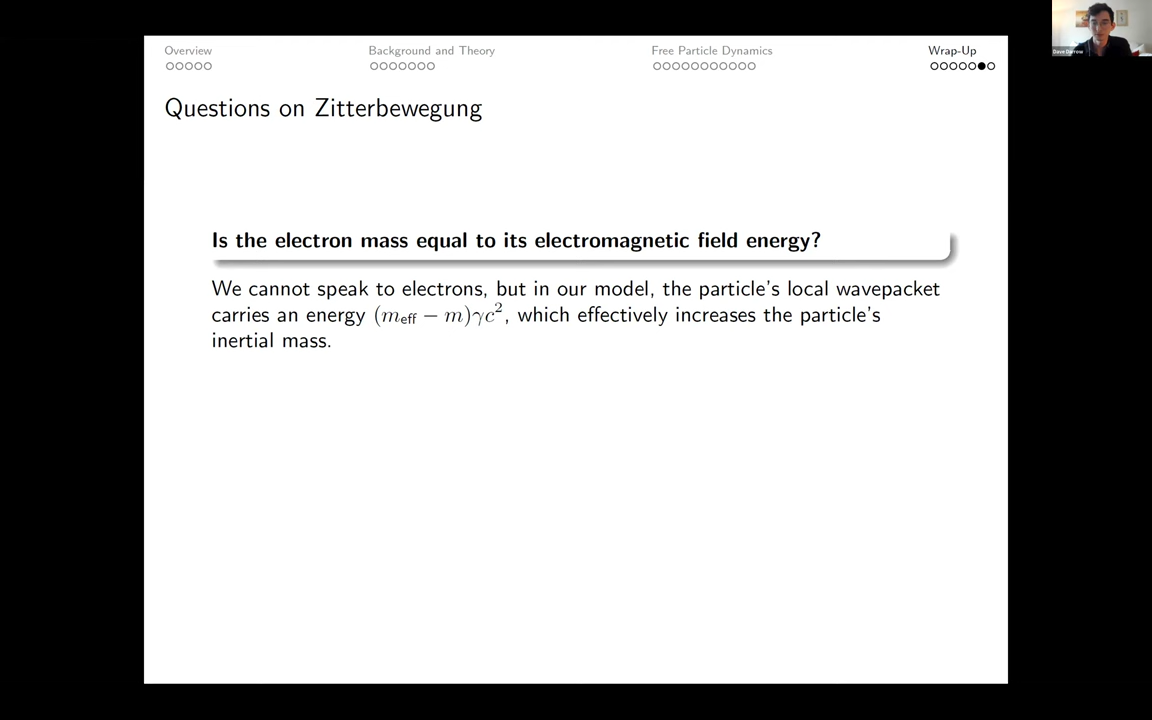 Overview
Background and Theory
Free Particle Dynamics
Wrap-Up
Questions on Zitterbewegung
Is the electron mass equal to its electromagnetic field energy?
We cannot speak to electrons, but in our model, the particle's local wavepacket
carries an energy (m_eff − m)γc², which effectively increases the particle's
inertial mass.
Dave Darrow